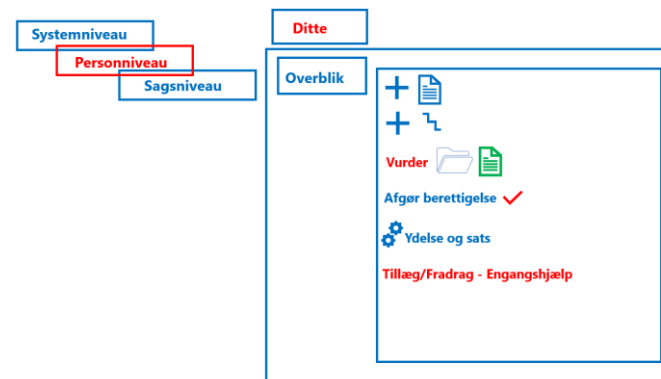 Systemniveau
Personniveau
Sagsniveau
Ditte
Overblik
Vurder
Afgør berettigelse
Ydelse og sats
Tillæg/Fradrag - Engangshjælp